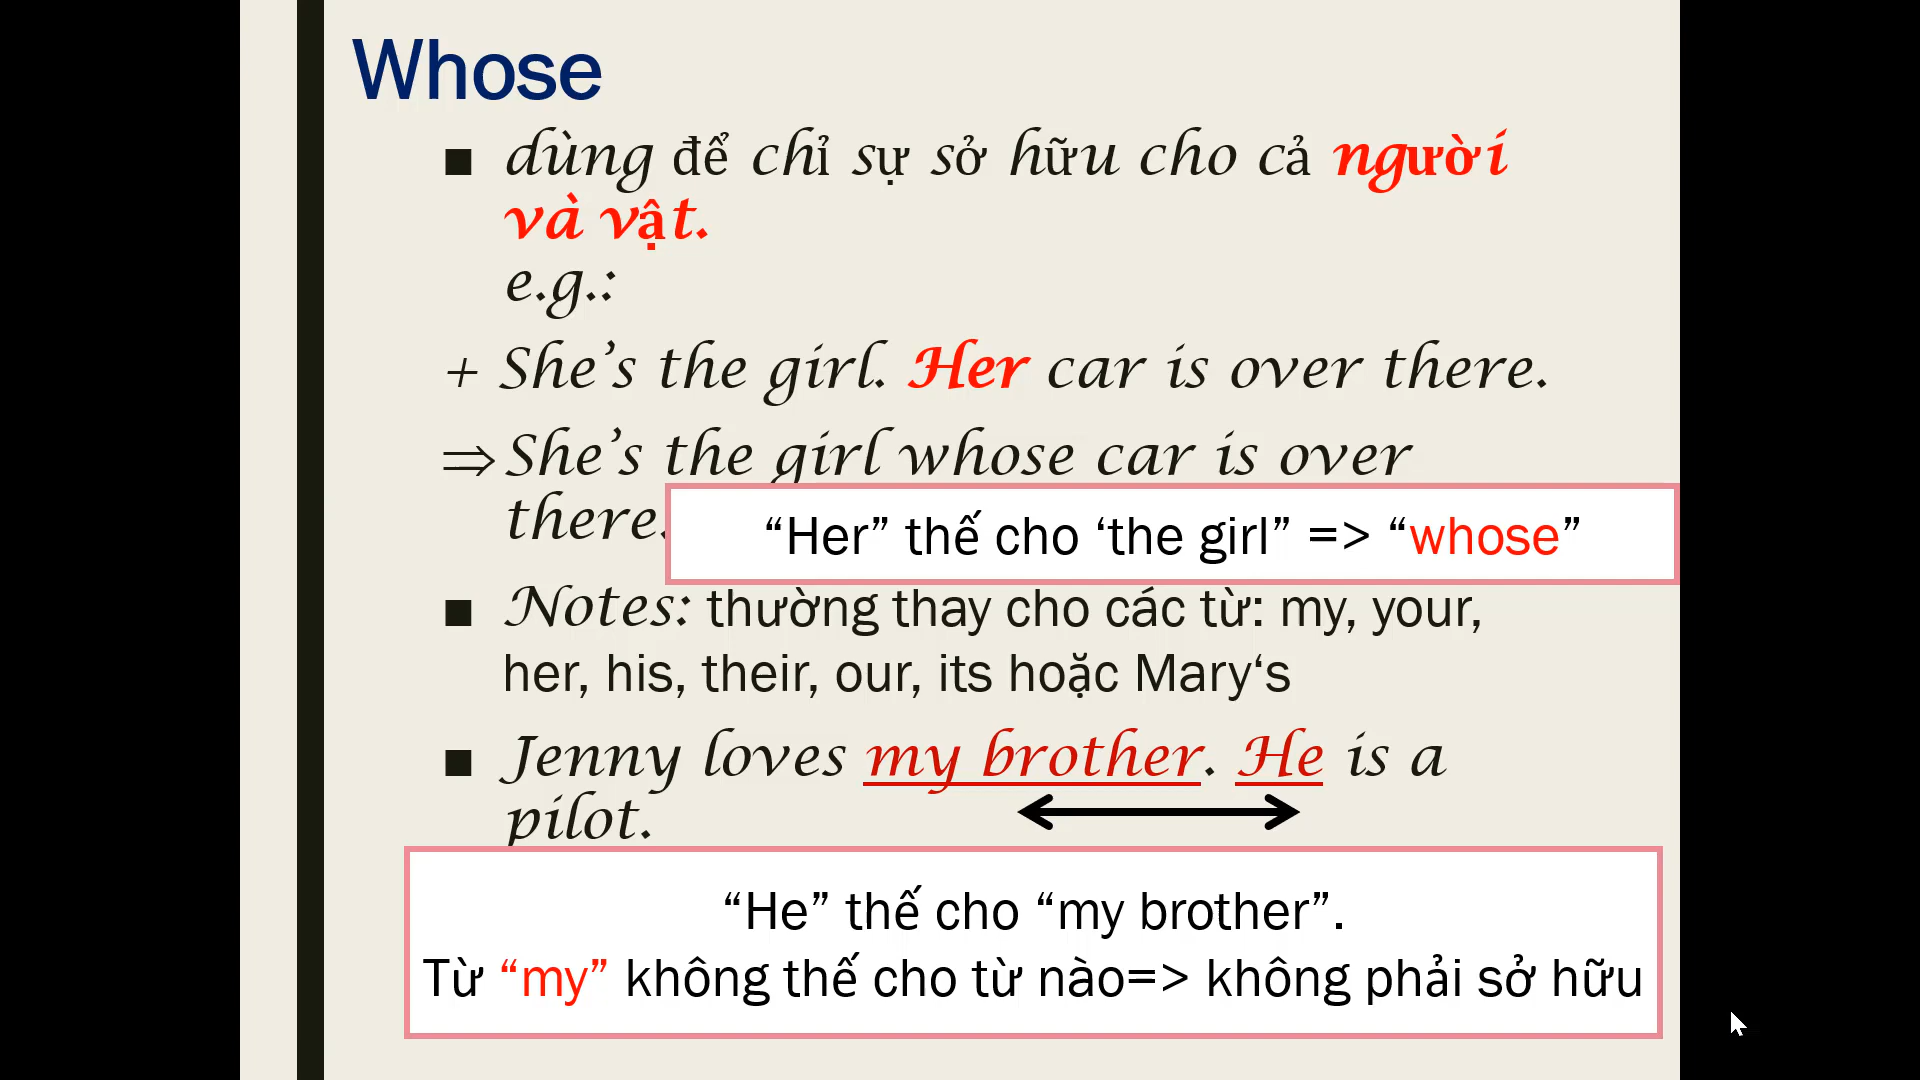 Whose
■ dùng để chỉ sự sở hữu cho cả người
và vật.
e.g.:
+ She’s the girl. Her car is over there.
⇒ She’s the girl whose car is over
there.
“Her” thế cho ‘the girl” => “whose”
■ Notes: thường thay cho các từ: my, your,
her, his, their, our, its hoặc Mary‘s
■ Jenny loves my brother. He is a
pilot.
“He” thế cho “my brother”.
Từ “my” không thế cho từ nào=> không phải sở hữu